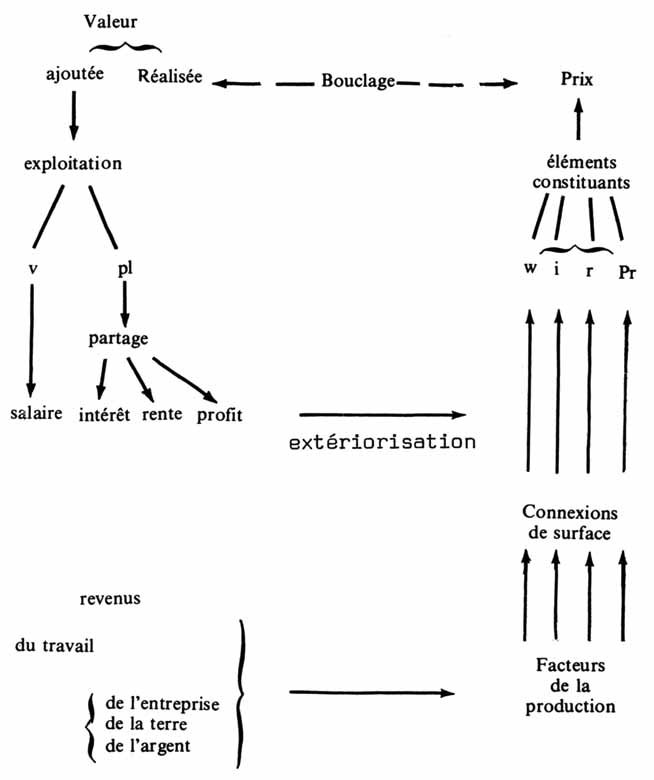 Valeur
ajoutée Réalisée Bouclage Prix
exploitation
éléments
constituants
v pl
w i r Pr
partage
salaire intérêt rente profit
extériorisation
Connexions
de surface
revenus
du travail
de l'entreprise
de la terre
de l'argent
Facteurs
de la
production